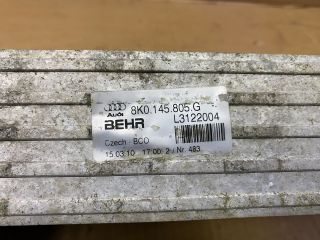 8K0.145.805.G
Audi
L3122004
BEHR
Czech BCO
15.03.10 17:00:2 / Nr. 483